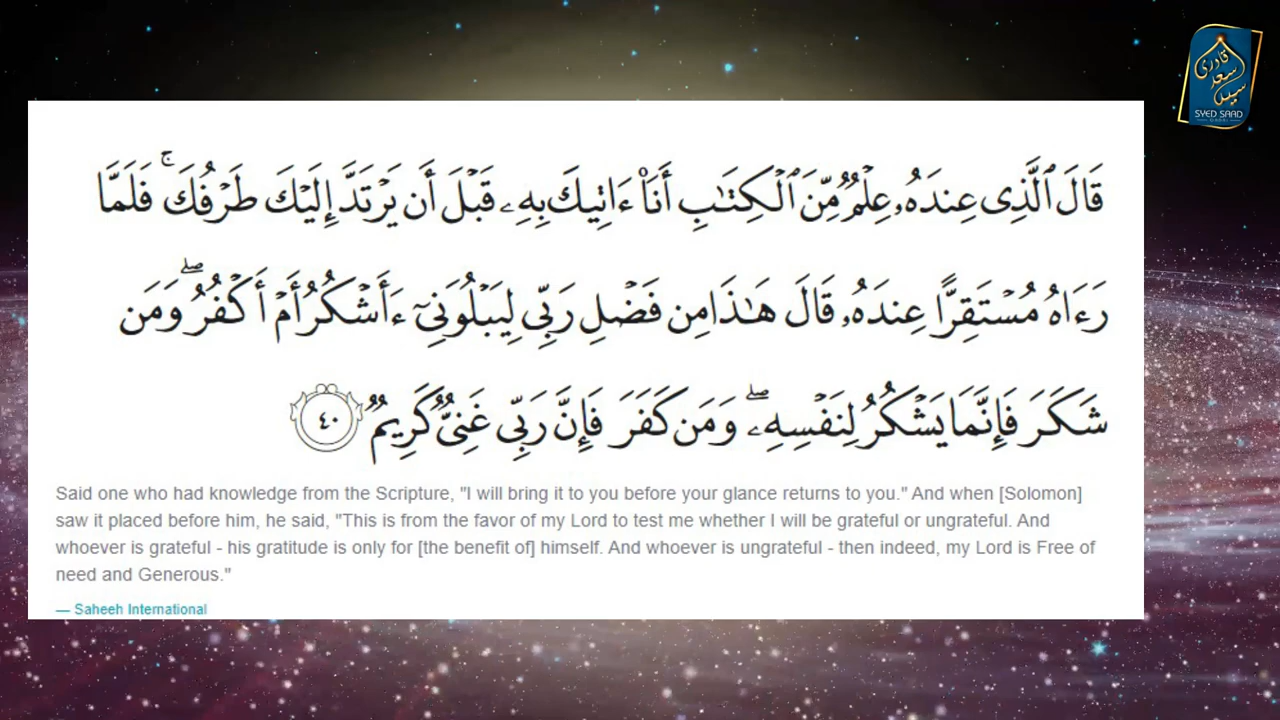 قَالَ ٱلَّذِى عِندَهُۥ عِلْمٌ مِّنَ ٱلْكِتَـٰبِ أَنَا۠ ءَاتِيكَ بِهِۦ قَبْلَ أَن يَرْتَدَّ إِلَيْكَ طَرْفُكَ ۚ فَلَمَّا
رَءَاهُ مُسْتَقِرًّا عِندَهُۥ قَالَ هَـٰذَا مِن فَضْلِ رَبِّى لِيَبْلُوَنِىٓ ءَأَشْكُرُ أَمْ أَكْفُرُ ۖ وَمَن
شَكَرَ فَإِنَّمَا يَشْكُرُ لِنَفْسِهِۦ ۖ وَمَن كَفَرَ فَإِنَّ رَبِّى غَنِىٌّ كَرِيمٌ ٤٠
Said one who had knowledge from the Scripture, "I will bring it to you before your glance returns to you." And when [Solomon]
saw it placed before him, he said, "This is from the favor of my Lord to test me whether I will be grateful or ungrateful. And
whoever is grateful - his gratitude is only for [the benefit of] himself. And whoever is ungrateful - then indeed, my Lord is Free of
need and Generous."
— Saheeh International
قادری
سعد
سید
SYED SAAD
QADRI